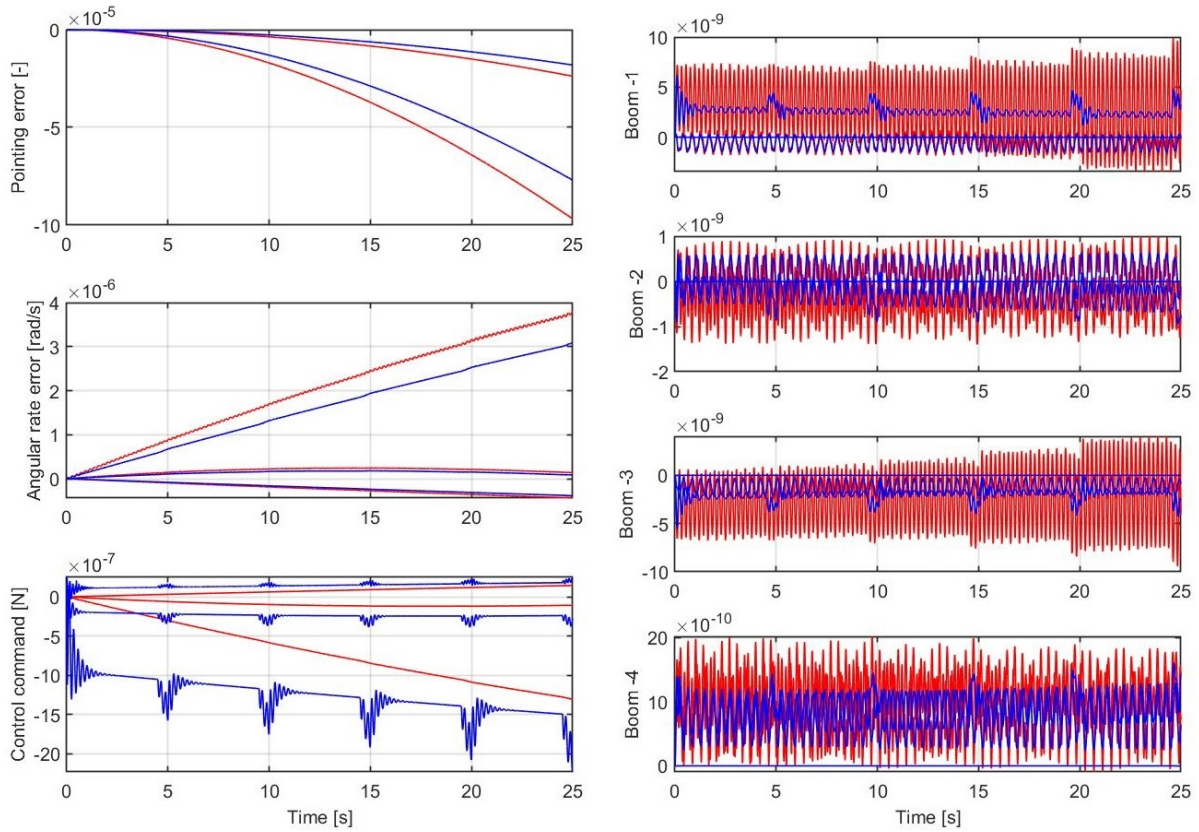 ×10⁻⁵
0
-5
-10
Pointing error [-]
0 5 10 15 20 25
×10⁻⁶
4
3
2
1
0
Angular rate error [rad/s]
0 5 10 15 20 25
×10⁻⁷
0
-5
-10
-15
-20
Control command [N]
0 5 10 15 20 25
Time [s]
×10⁻⁹
10
5
0
Boom -1
0 5 10 15 20 25
×10⁻⁹
1
0
-1
-2
Boom -2
0 5 10 15 20 25
×10⁻⁹
0
-5
-10
Boom -3
0 5 10 15 20 25
×10⁻¹⁰
20
10
0
Boom -4
0 5 10 15 20 25
Time [s]